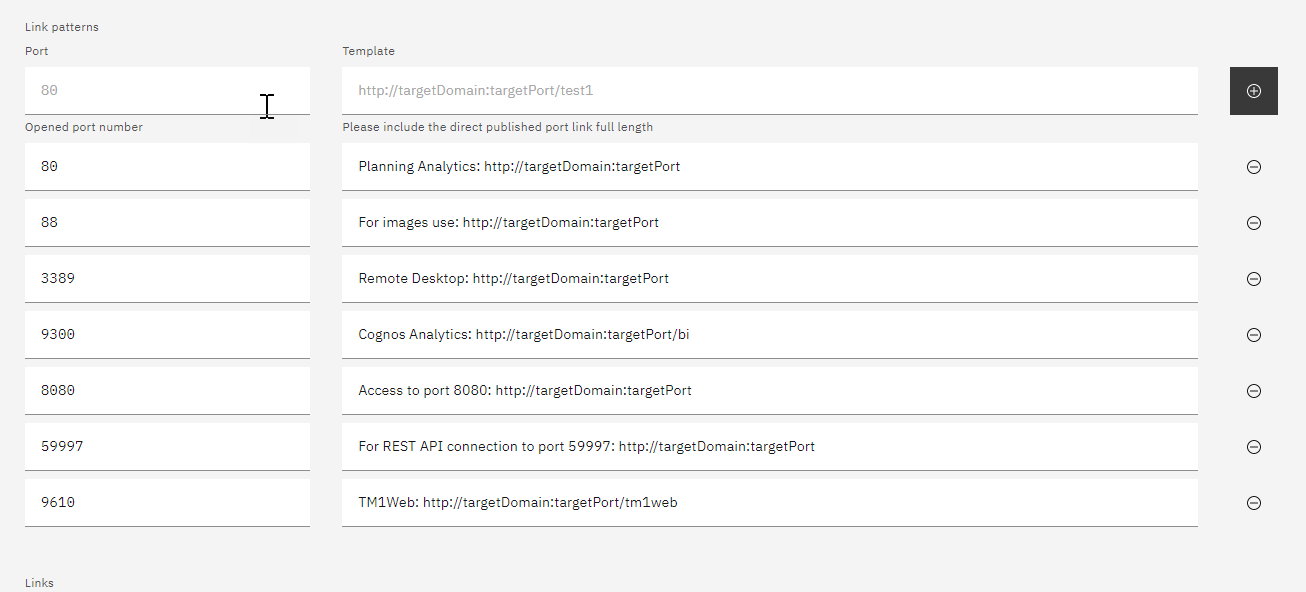 Link patterns
Port Template
80 http://targetDomain:targetPort/test1
Opened port number Please include the direct published port link full length
80 Planning Analytics: http://targetDomain:targetPort
88 For images use: http://targetDomain:targetPort
3389 Remote Desktop: http://targetDomain:targetPort
9300 Cognos Analytics: http://targetDomain:targetPort/bi
8080 Access to port 8080: http://targetDomain:targetPort
59997 For REST API connection to port 59997: http://targetDomain:targetPort
9610 TM1Web: http://targetDomain:targetPort/tm1web
Links